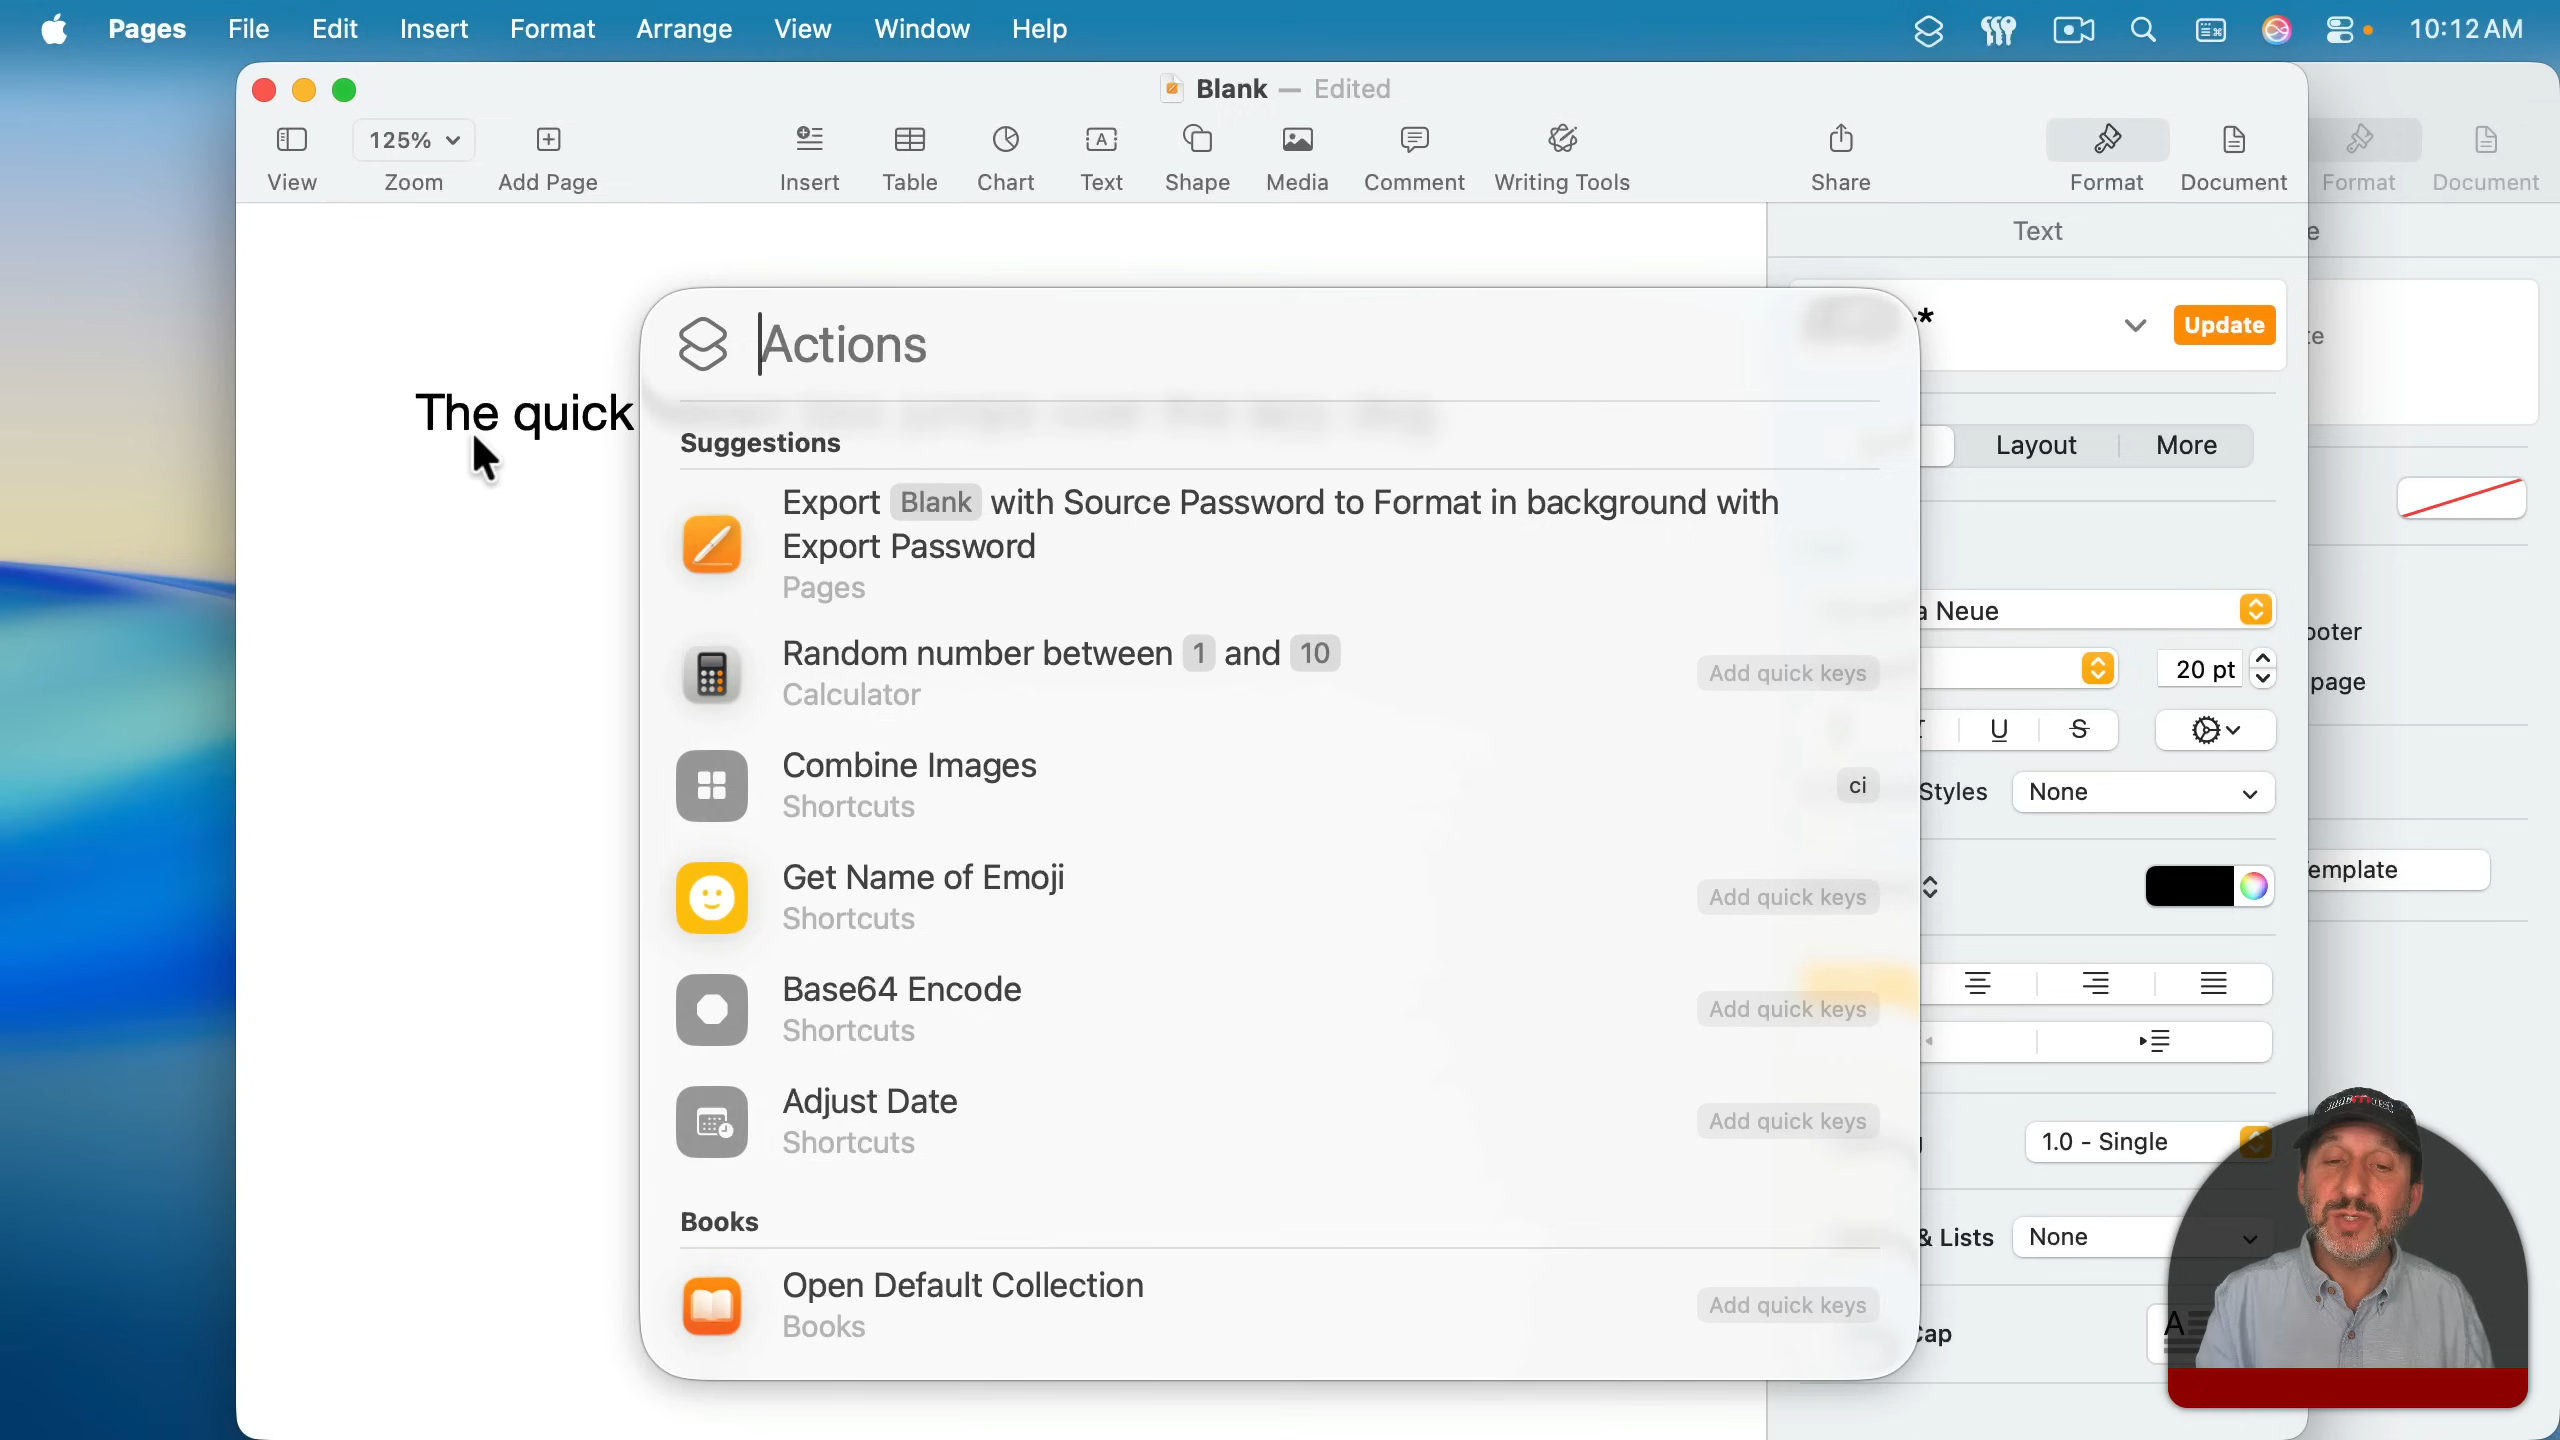 Pages File Edit Insert Format Arrange View Window Help 10:12 AM
Blank — Edited
125%
View Zoom Add Page Insert Table Chart Text Shape Media Comment Writing Tools Share Format Document Format Document
Text
Actions
Update
The quick
Suggestions
Layout More
Export Blank with Source Password to Format in background with
Export Password
Pages
a Neue
Random number between 1 and 10
Calculator
Add quick keys
20 pt
page
U S
Combine Images
Shortcuts
ci
Styles None
Get Name of Emoji
Shortcuts
Add quick keys
emplate
Base64 Encode
Shortcuts
Add quick keys
Adjust Date
Shortcuts
Add quick keys
1.0 - Single
Books
& Lists None
Open Default Collection
Books
Add quick keys
Cap
A